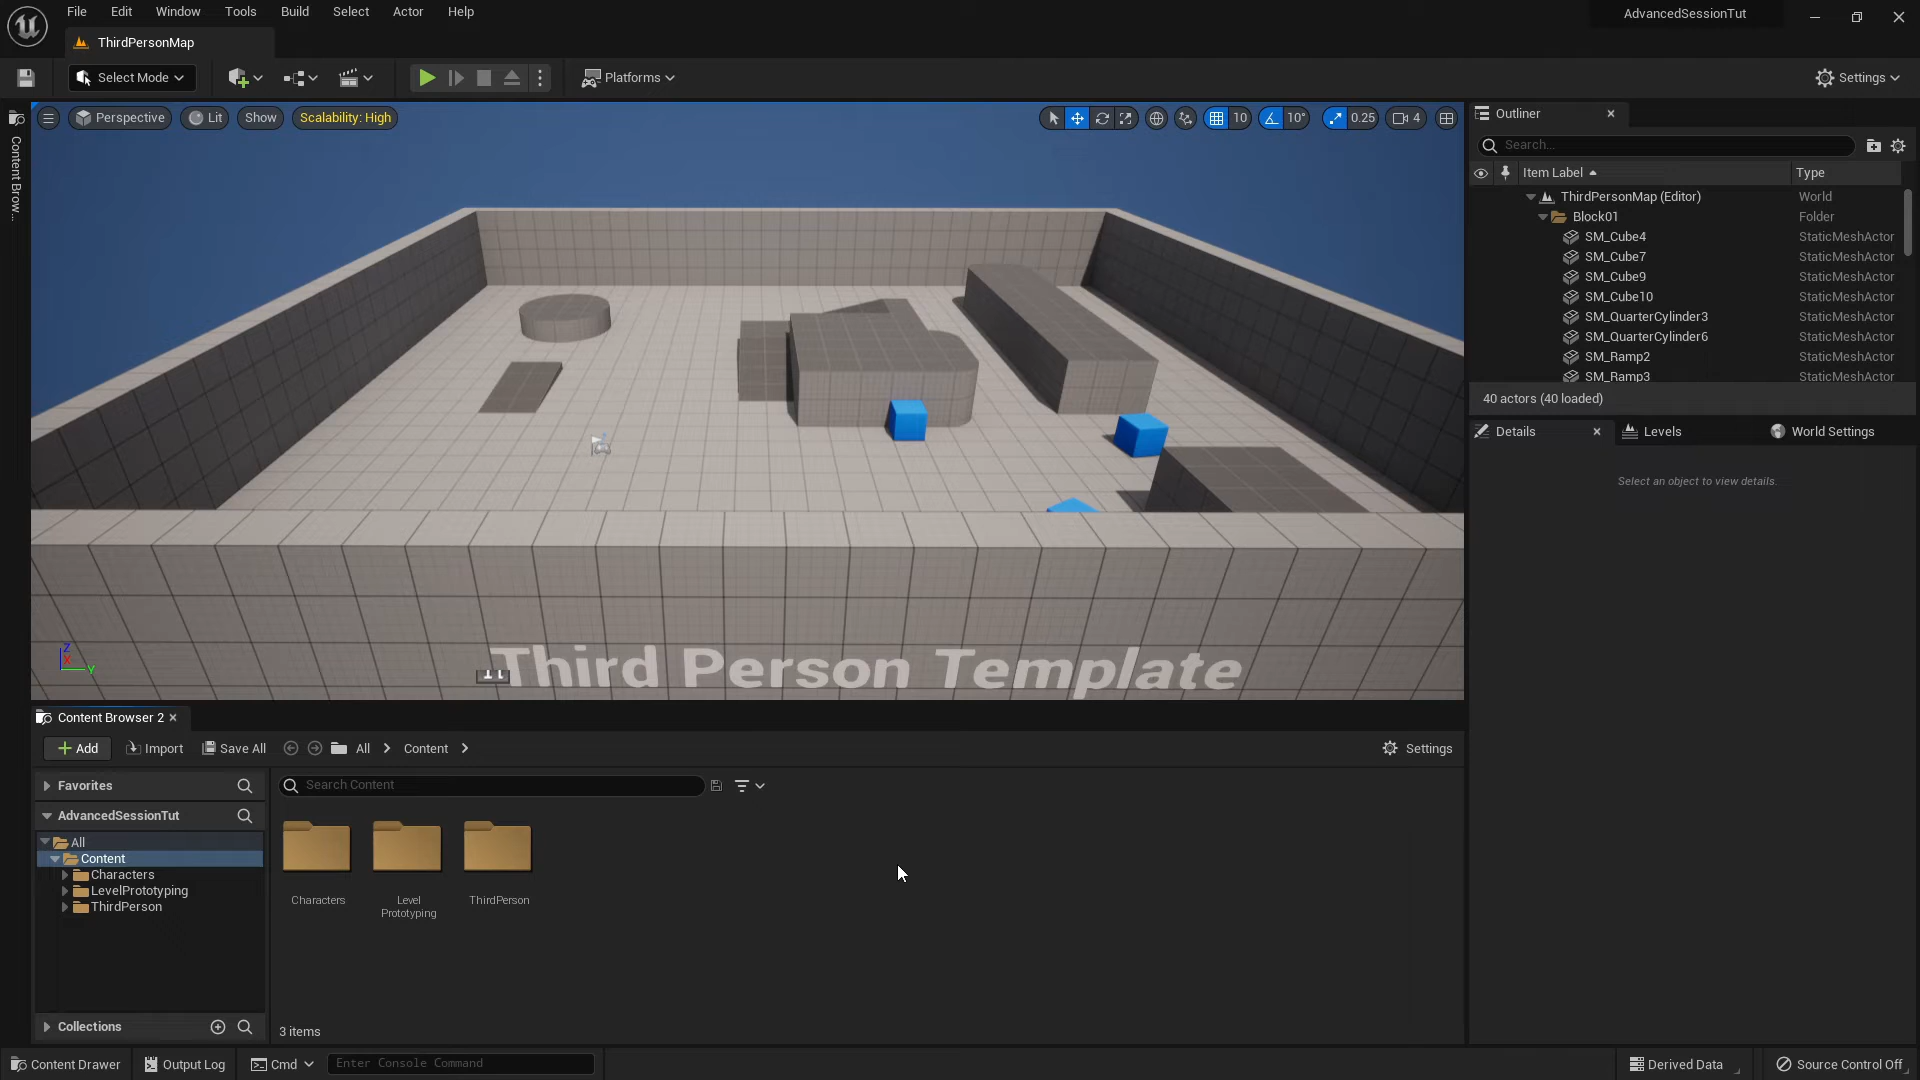 File Edit Window Tools Build Select Actor Help
AdvancedSessionTut
ThirdPersonMap
Select Mode
Platforms
Settings
Content Brow...
Perspective Lit Show Scalability: High
10 10° 0.25 4
Third Person Template
Outliner
Search...
Item Label Type
ThirdPersonMap (Editor) World
Block01 Folder
SM_Cube4 StaticMeshActor
SM_Cube7 StaticMeshActor
SM_Cube9 StaticMeshActor
SM_Cube10 StaticMeshActor
SM_QuarterCylinder3 StaticMeshActor
SM_QuarterCylinder6 StaticMeshActor
SM_Ramp2 StaticMeshActor
SM_Ramp3 StaticMeshActor
40 actors (40 loaded)
Details Levels World Settings
Select an object to view details.
Z
X
Y
Content Browser 2
Add Import Save All All Content Settings
Favorites
Search Content
AdvancedSessionTut
All
Content
Characters
LevelPrototyping
ThirdPerson
Characters
Level
Prototyping
ThirdPerson
Collections
3 items
Content Drawer Output Log Cmd Enter Console Command Derived Data Source Control Off